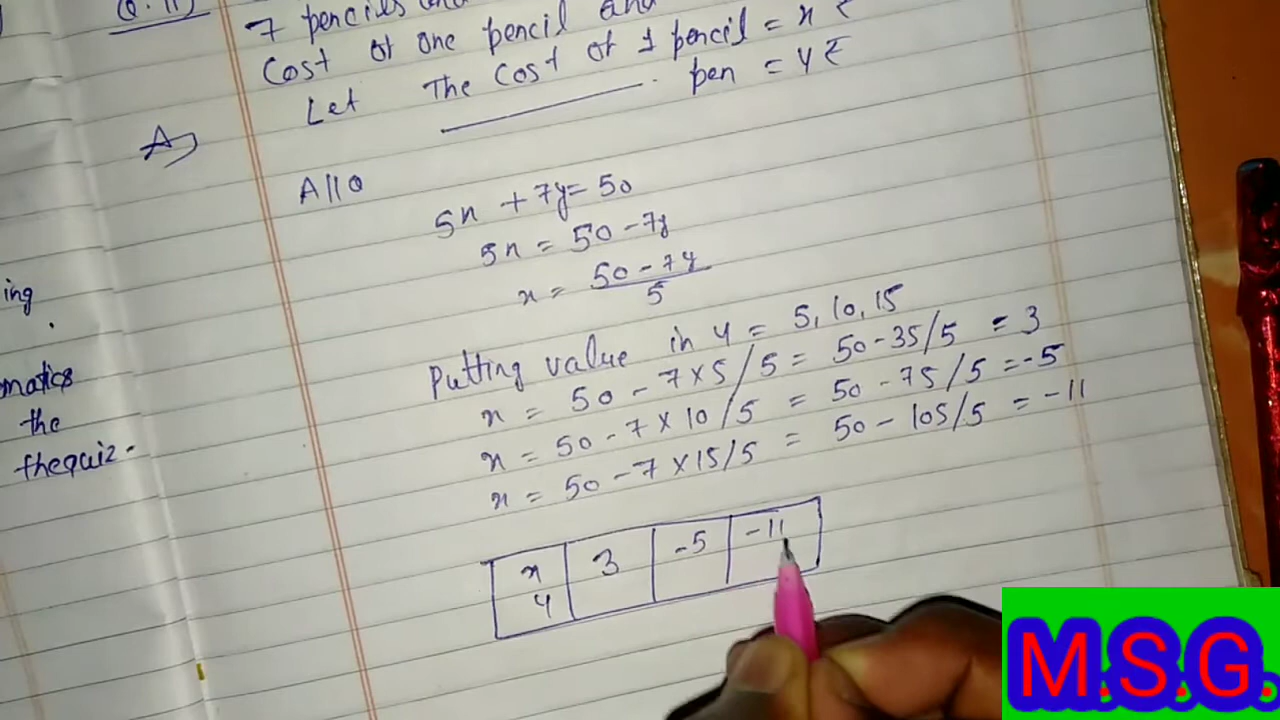 (Q.11)
7 pencils and
Cost of one pencil and
Let The Cost of 1 pencil = x ₹
pen = y ₹
A)
A110
5x + 7y = 50
5x = 50 - 7y
x = 50 - 7y
5
Putting value in y = 5, 10, 15
x = 50 - 7 × 5 / 5 = 50 - 35/5 = 3
x = 50 - 7 × 10 / 5 = 50 - 75 / 5 = -5
x = 50 - 7 × 15/5 = 50 - 105/5 = -11
x 3 -5 -11
y
ing
matics
the
thequiz-
M.S.G.